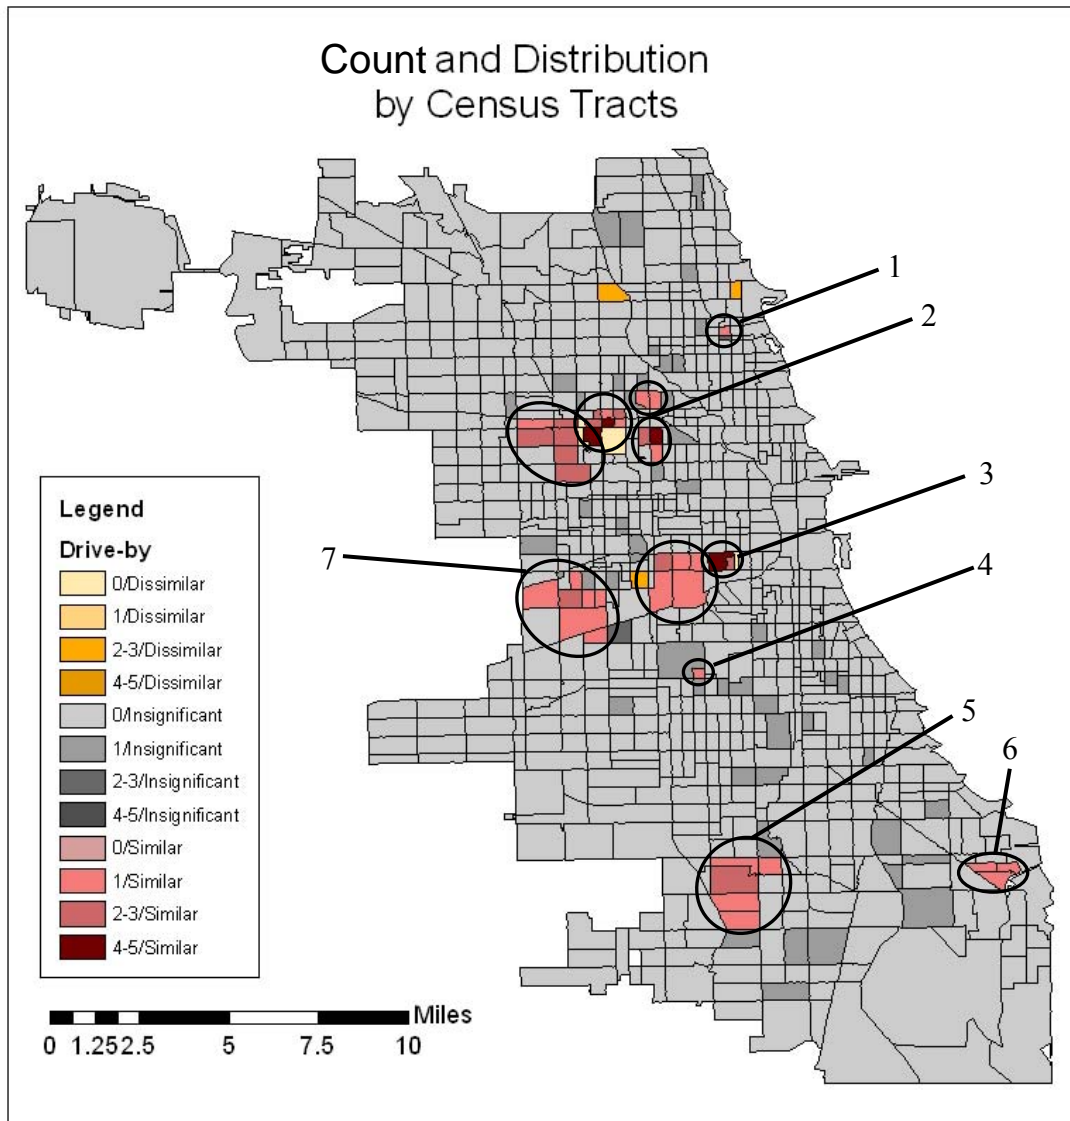 Count and Distribution
by Census Tracts
1
2
3
4
5
6
7
Legend
Drive-by
0/Dissimilar
1/Dissimilar
2-3/Dissimilar
4-5/Dissimilar
0/Insignificant
1/Insignificant
2-3/Insignificant
4-5/Insignificant
0/Similar
1/Similar
2-3/Similar
4-5/Similar
Miles
0 1.25 2.5 5 7.5 10